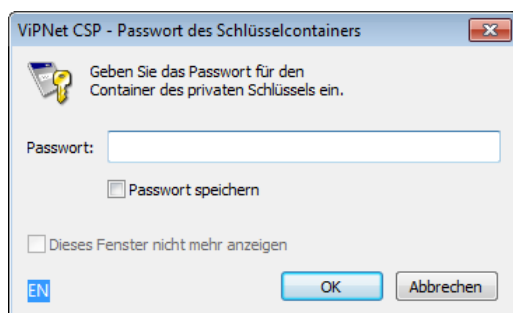 ViPNet CSP - Passwort des Schlüsselcontainers
Geben Sie das Passwort für den
Container des privaten Schlüssels ein.
Passwort:
Passwort speichern
Dieses Fenster nicht mehr anzeigen
EN
OK
Abbrechen